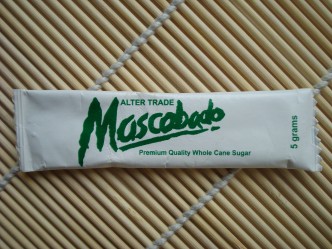 ALTER TRADE
Mascobado
Premium Quality Whole Cane Sugar
5 grams